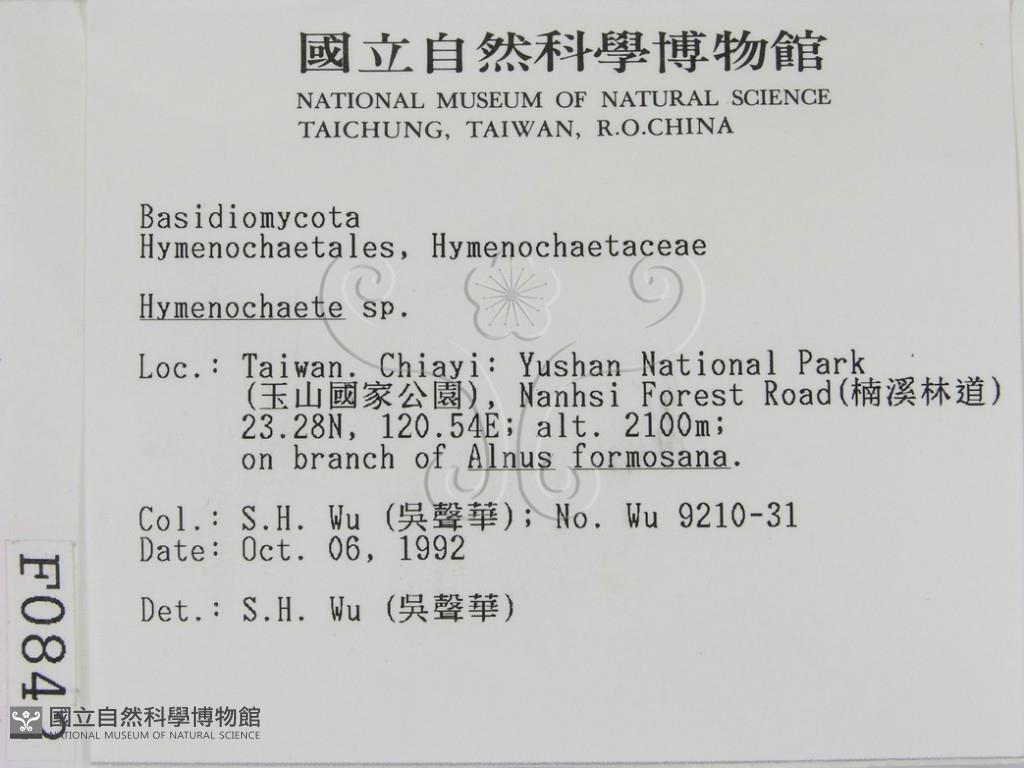 國立自然科學博物館
NATIONAL MUSEUM OF NATURAL SCIENCE
TAICHUNG, TAIWAN, R.O.CHINA
Basidiomycota
Hymenochaetales, Hymenochaetaceae
Hymenochaete sp.
Loc.: Taiwan. Chiayi: Yushan National Park
(玉山國家公園), Nanhsi Forest Road(楠溪林道)
23.28N, 120.54E; alt. 2100m;
on branch of Alnus formosana.
Col.: S.H. Wu (吳聲華); No. Wu 9210-31
Date: Oct. 06, 1992
Det.: S.H. Wu (吳聲華)
國立自然科學博物館
NATIONAL MUSEUM OF NATURAL SCIENCE